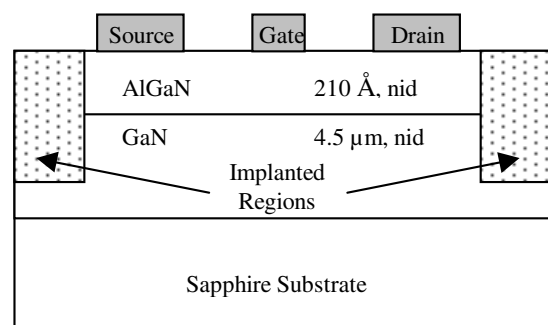 Source Gate Drain
AlGaN 210 Å, nid
GaN 4.5 µm, nid
Implanted
Regions
Sapphire Substrate